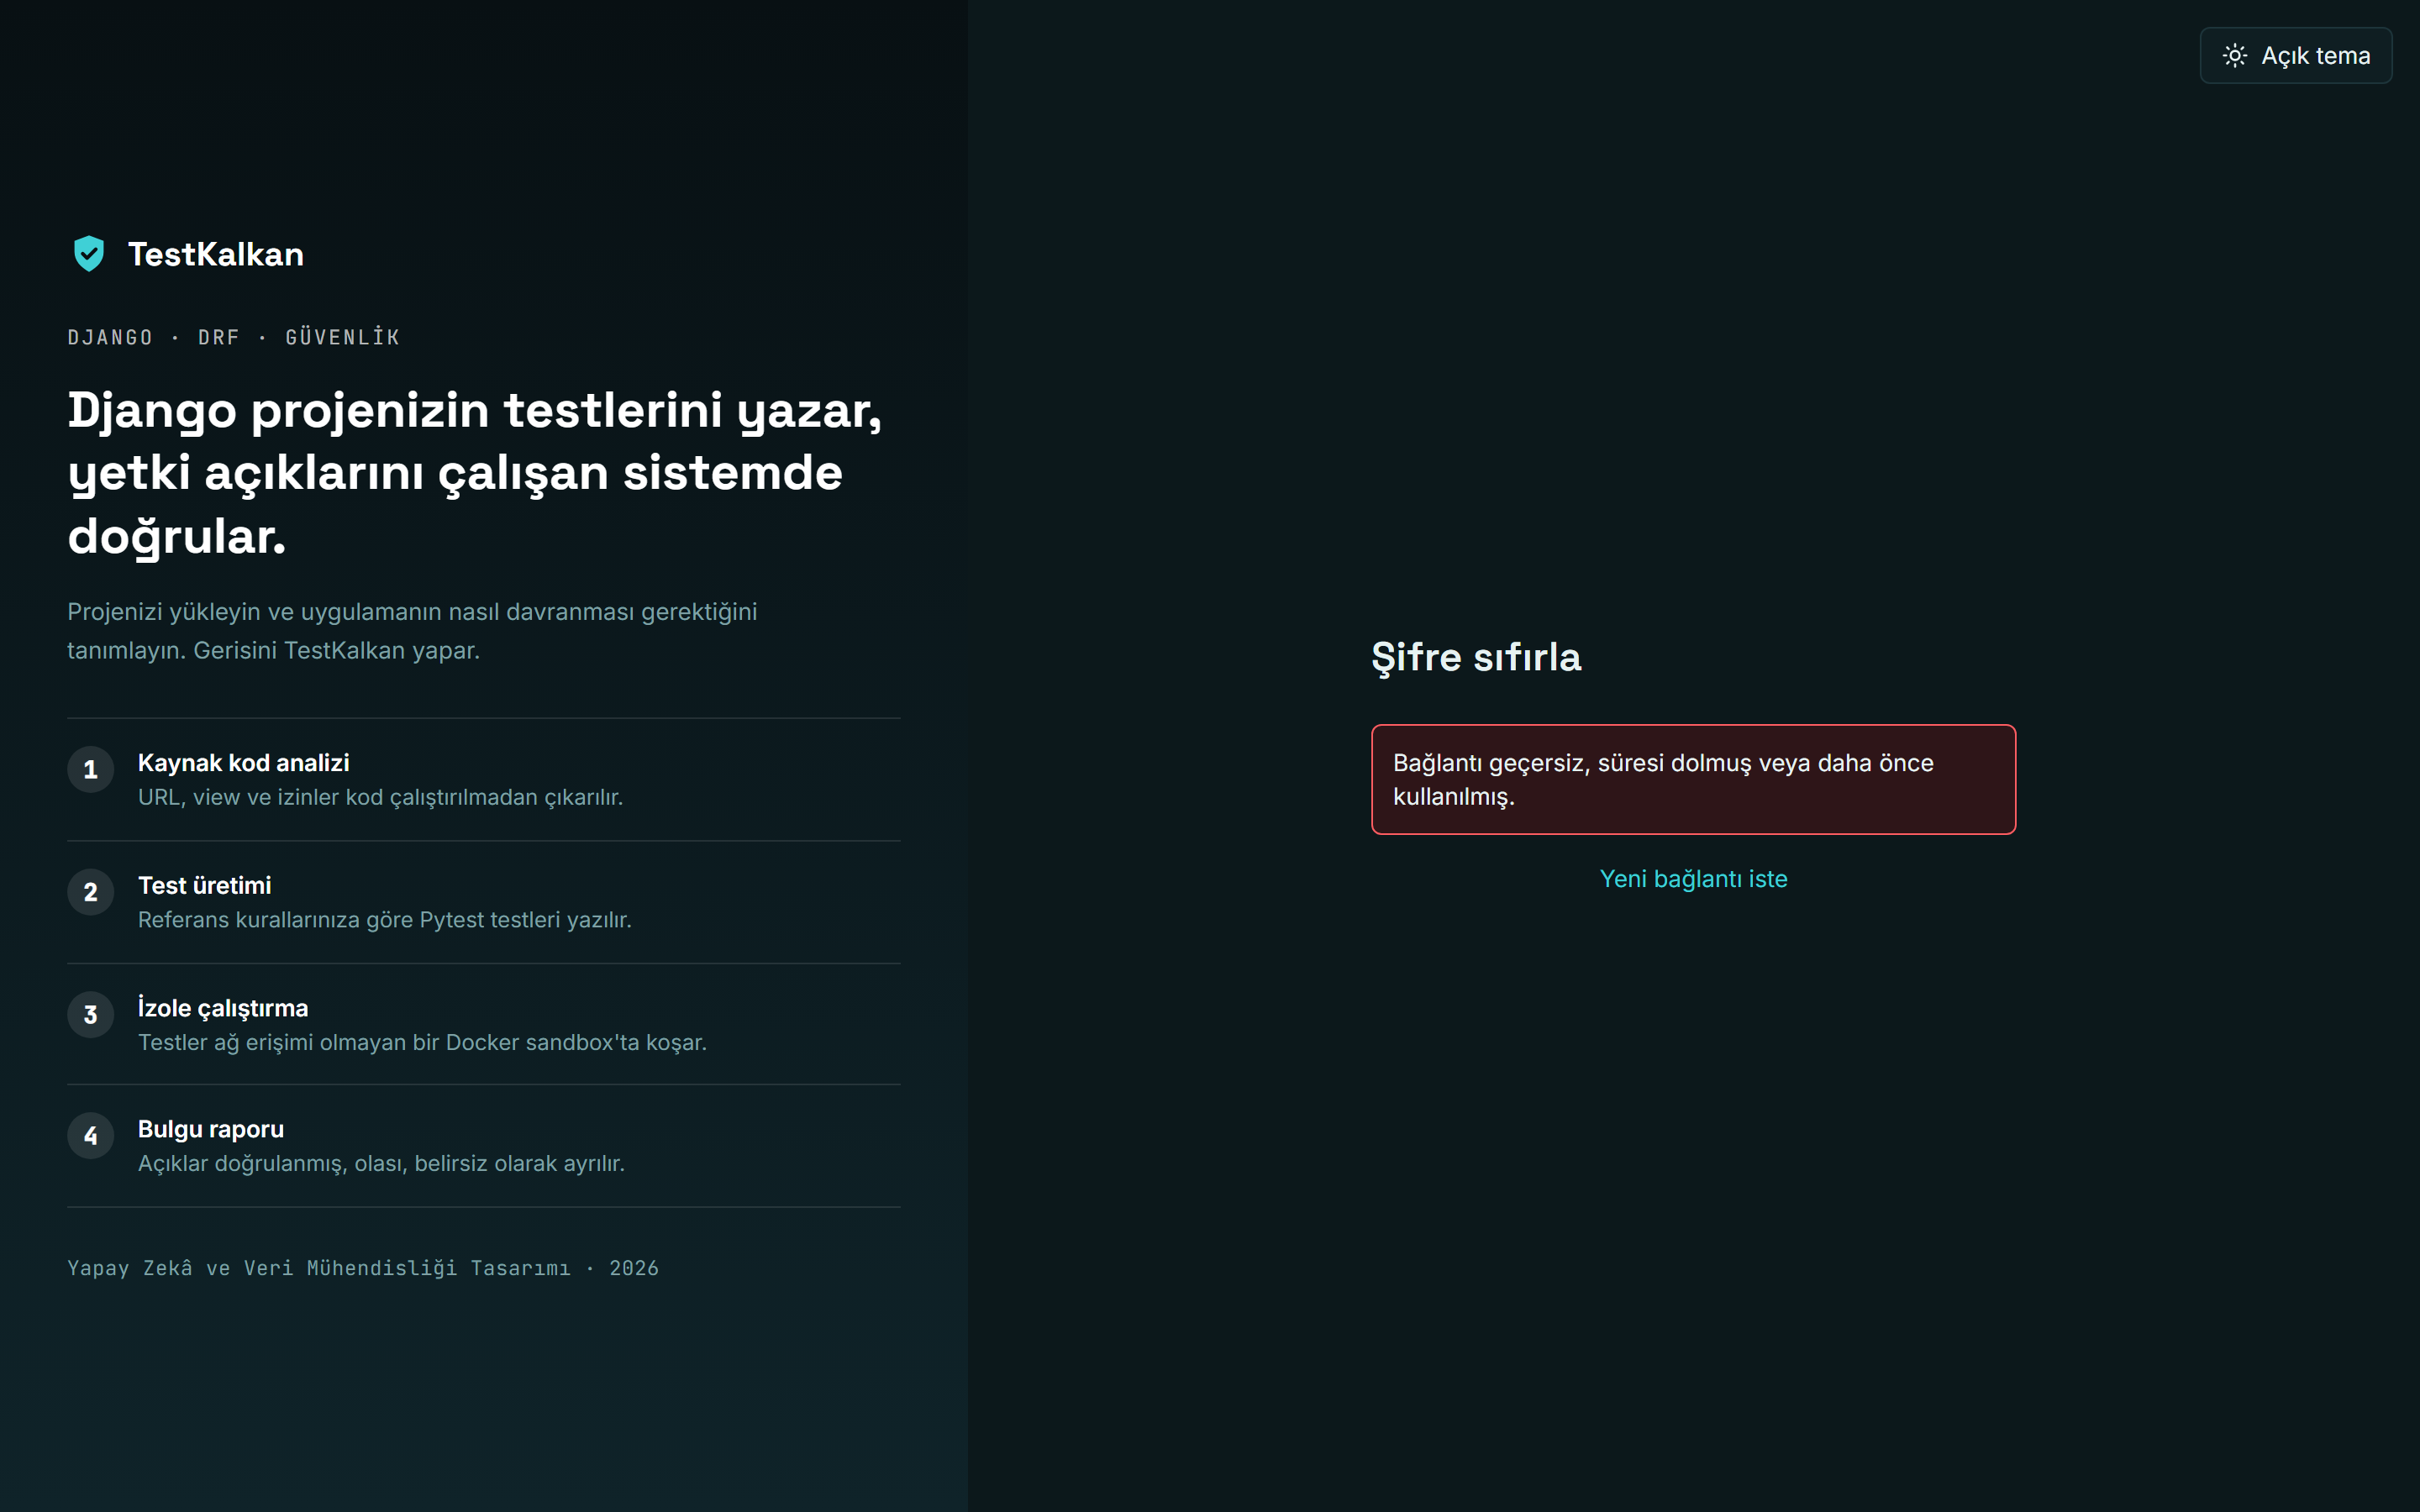 Açık tema
TestKalkan
DJANGO · DRF · GÜVENLİK
Django projenizin testlerini yazar,
yetki açıklarını çalışan sistemde
doğrular.
Projenizi yükleyin ve uygulamanın nasıl davranması gerektiğini
tanımlayın. Gerisini TestKalkan yapar.
1 Kaynak kod analizi
URL, view ve izinler kod çalıştırılmadan çıkarılır.
2 Test üretimi
Referans kurallarınıza göre Pytest testleri yazılır.
3 İzole çalıştırma
Testler ağ erişimi olmayan bir Docker sandbox'ta koşar.
4 Bulgu raporu
Açıklar doğrulanmış, olası, belirsiz olarak ayrılır.
Yapay Zekâ ve Veri Mühendisliği Tasarımı · 2026
Şifre sıfırla
Bağlantı geçersiz, süresi dolmuş veya daha önce
kullanılmış.
Yeni bağlantı iste